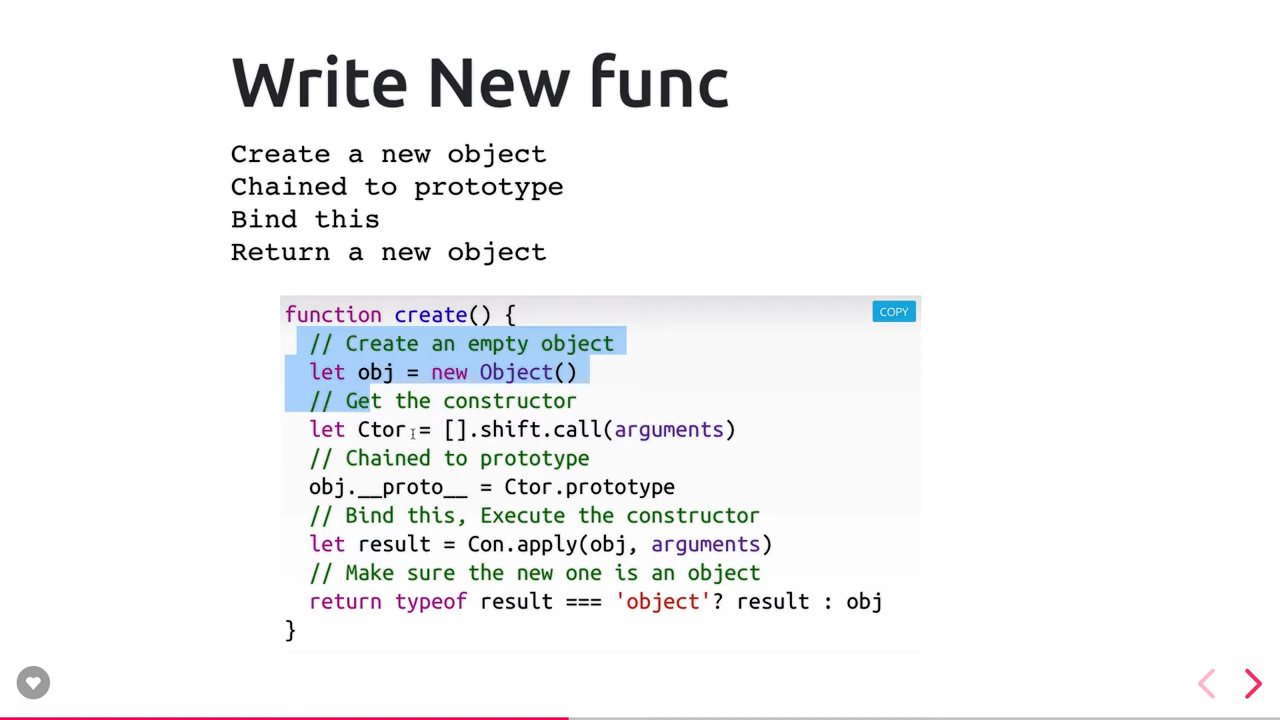 Write New func
Create a new object
Chained to prototype
Bind this
Return a new object
function create() {
COPY
// Create an empty object
let obj = new Object()
// Get the constructor
let Ctor = [].shift.call(arguments)
// Chained to prototype
obj.__proto__ = Ctor.prototype
// Bind this, Execute the constructor
let result = Con.apply(obj, arguments)
// Make sure the new one is an object
return typeof result === 'object'? result : obj
}